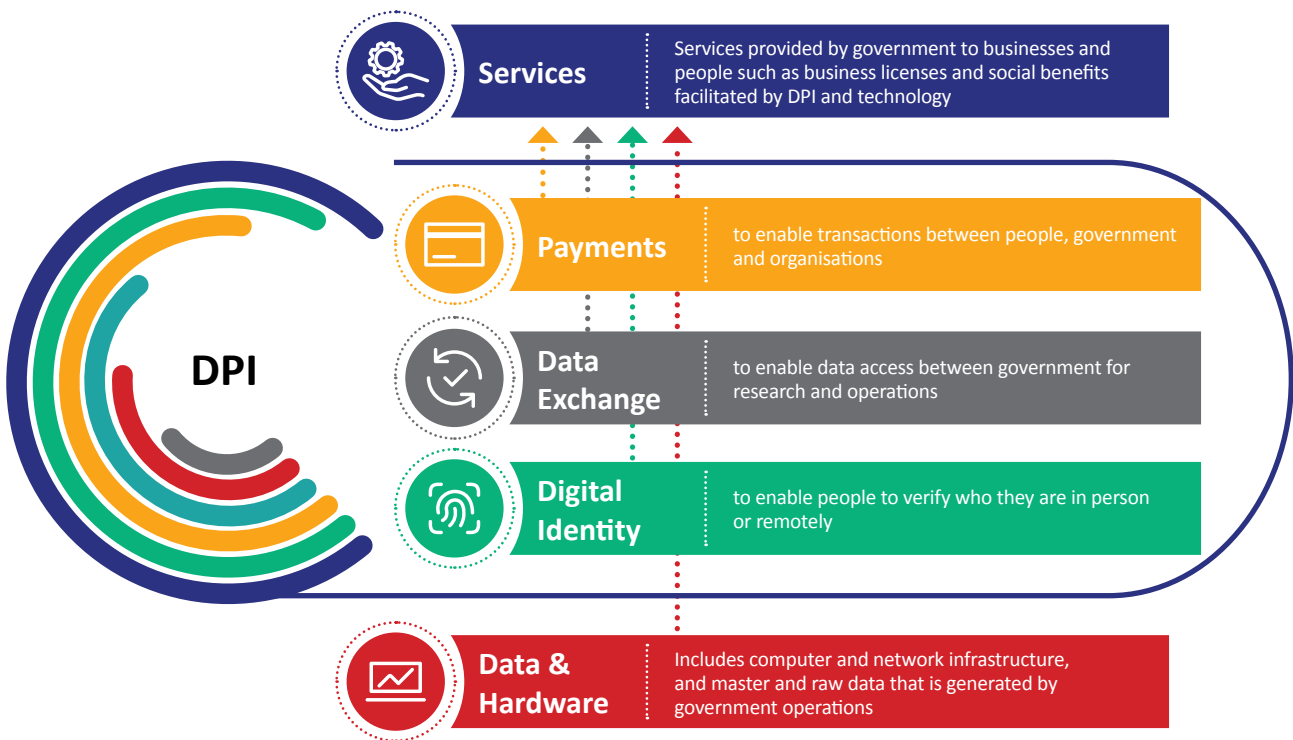 Services
Services provided by government to businesses and
people such as business licenses and social benefits
facilitated by DPI and technology
DPI
Payments
to enable transactions between people, government
and organisations
Data
Exchange
to enable data access between government for
research and operations
Digital
Identity
to enable people to verify who they are in person
or remotely
Data &
Hardware
Includes computer and network infrastructure,
and master and raw data that is generated by
government operations